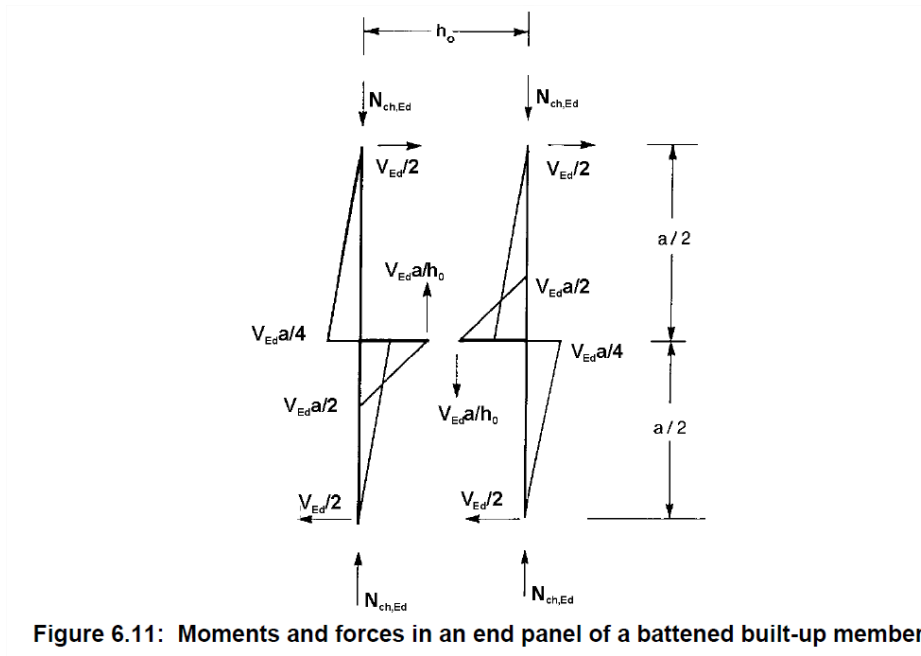 hₒ
N_ch,Ed N_ch,Ed
V_Ed/2 V_Ed/2
a / 2
V_Ed a/h₀
V_Ed a/2
V_Ed a/4 V_Ed a/4
V_Ed a/2
V_Ed a/h₀
a / 2
V_Ed/2 V_Ed/2
N_ch,Ed N_ch,Ed
Figure 6.11: Moments and forces in an end panel of a battened built-up member